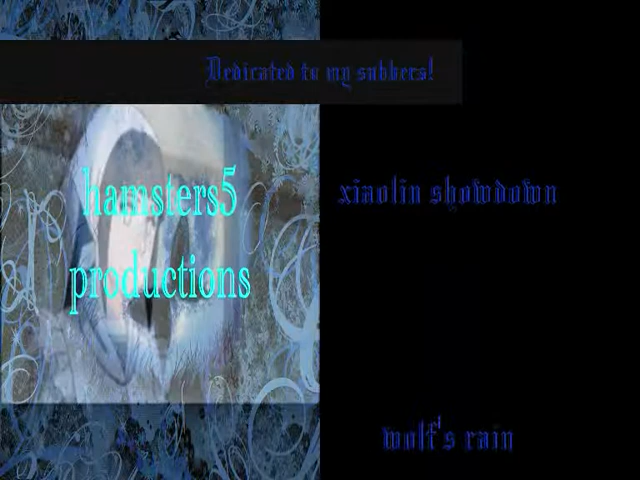 Dedicated to my subbers!
hamsters5
productions
xiaolin showdown
wolf's rain